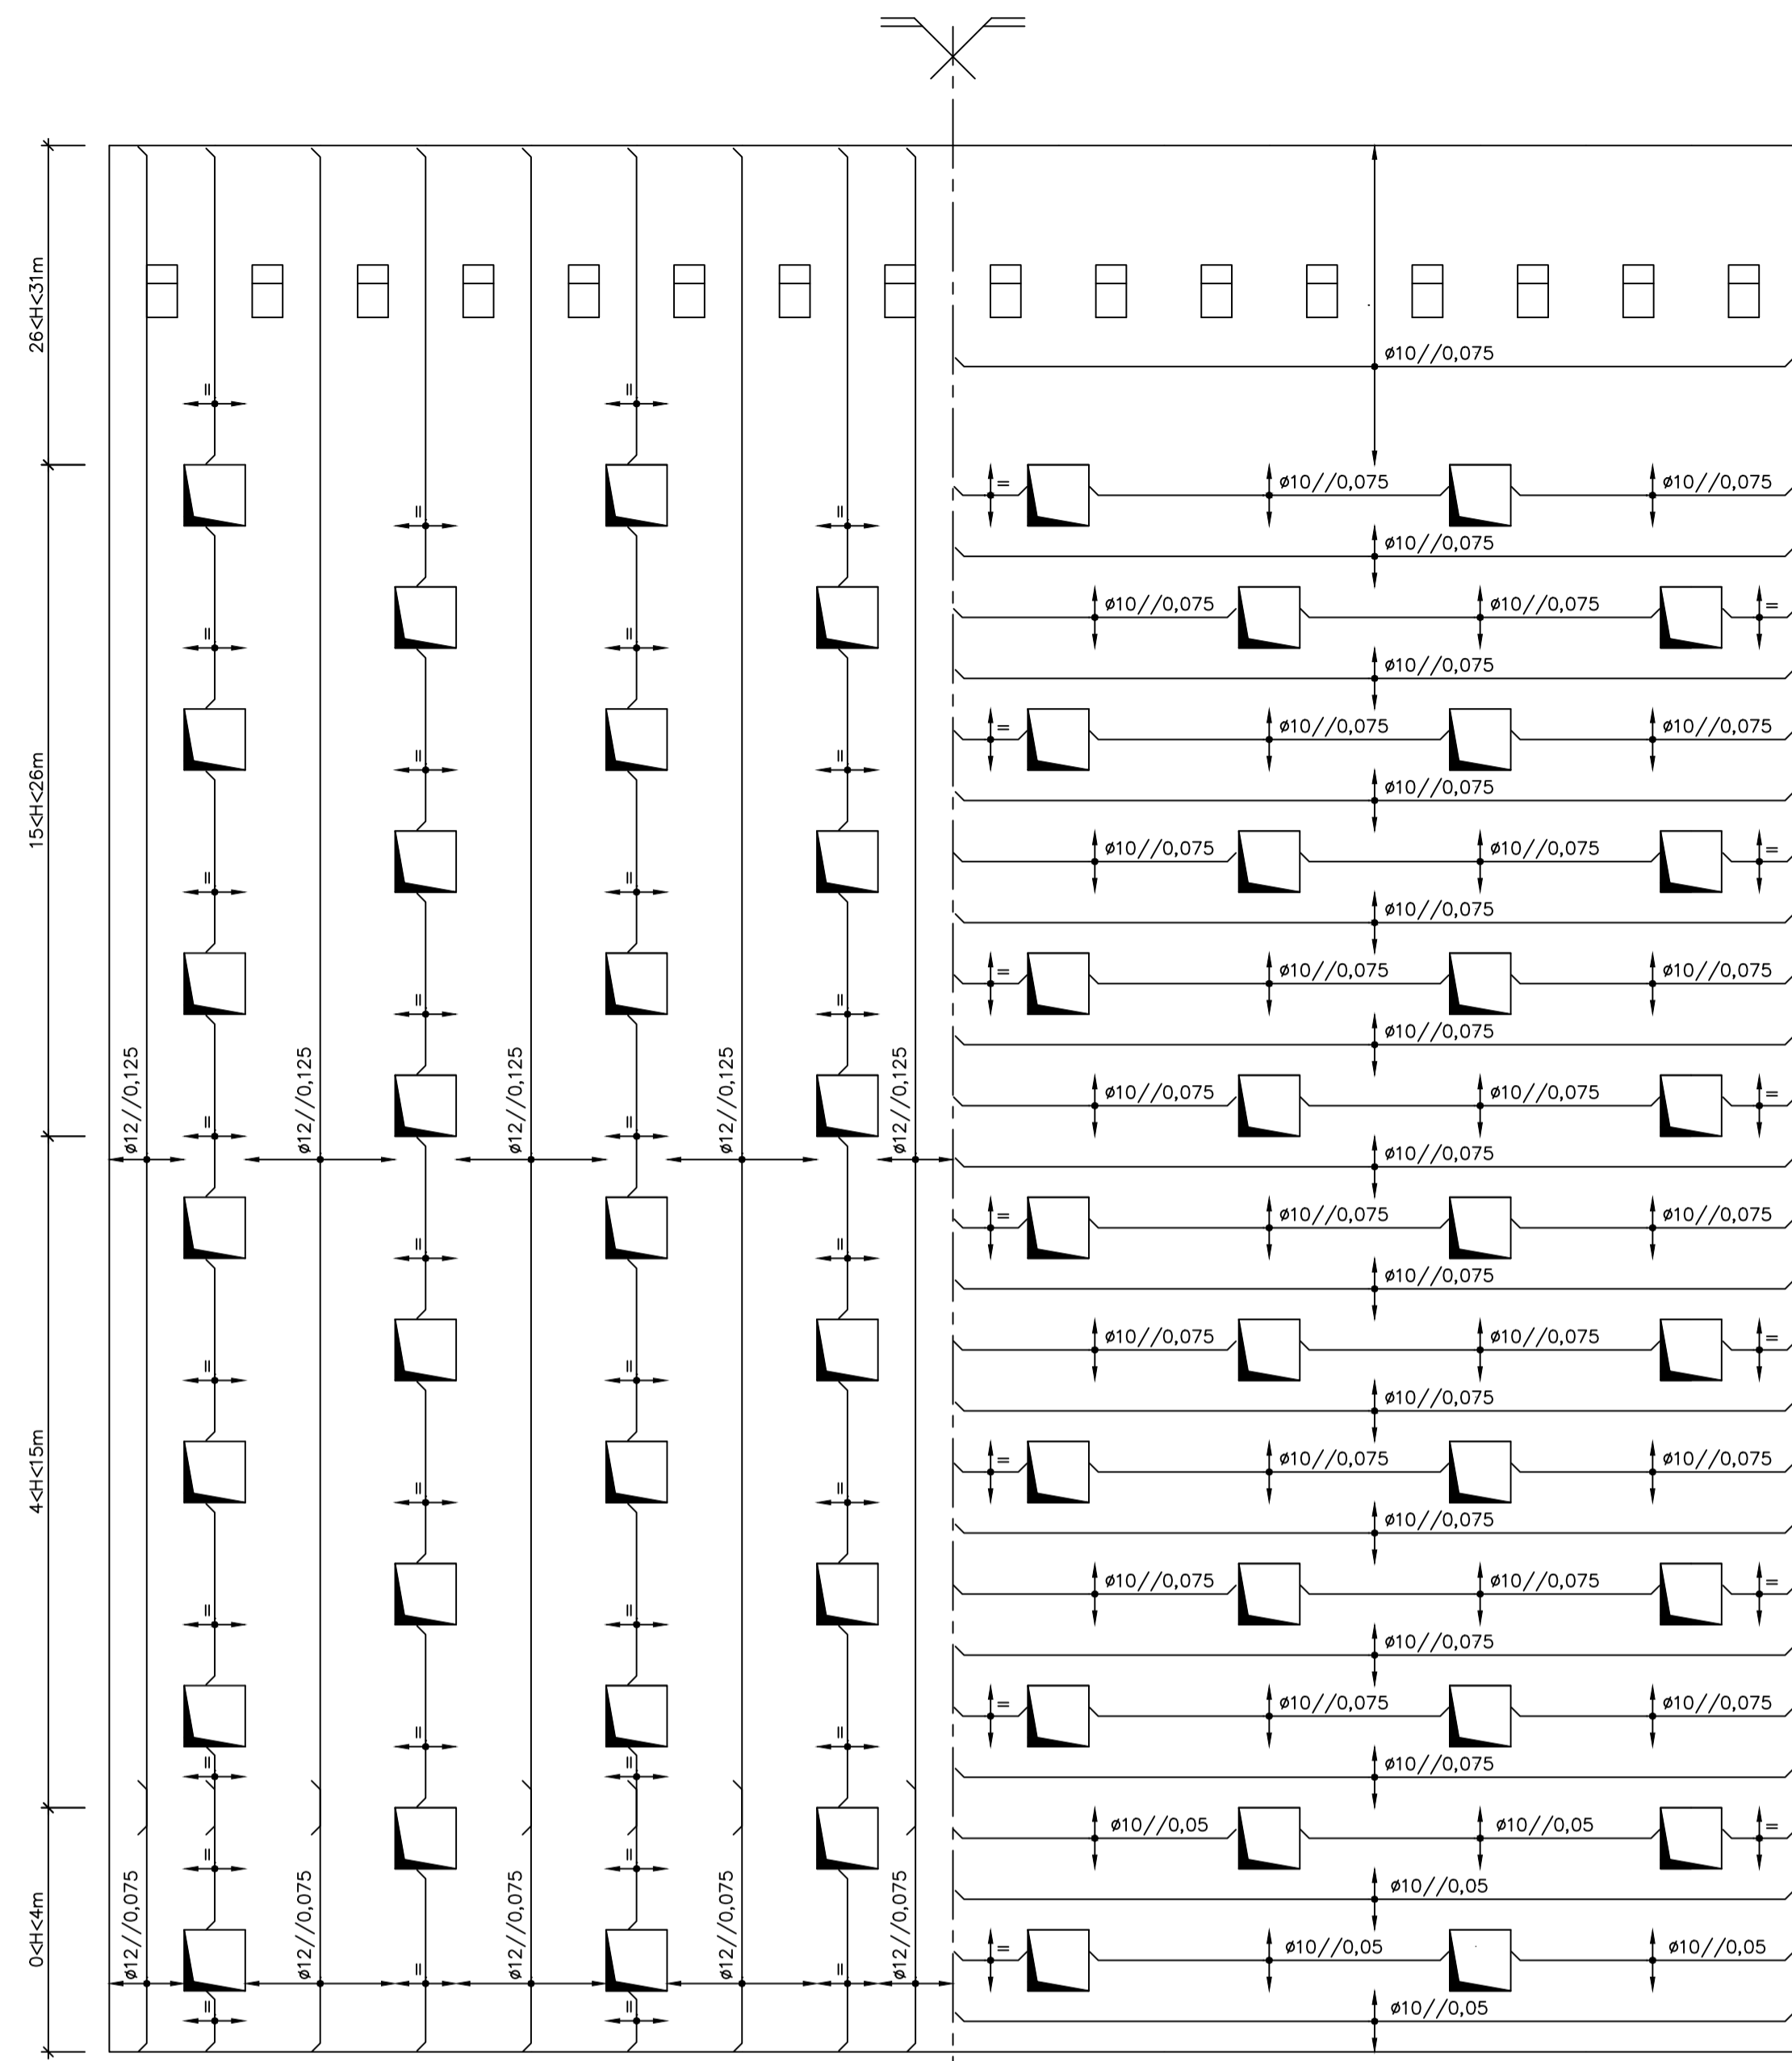 26<H<31m
ø10//0,075
=
=
=
ø10//0,075
ø10//0,075
=
=
ø10//0,075
ø10//0,075
ø10//0,075
=
=
=
ø10//0,075
15<H<26m
=
ø10//0,075
ø10//0,075
=
=
ø10//0,075
ø10//0,075
ø10//0,075
=
=
=
ø10//0,075
=
ø10//0,075
ø10//0,075
=
=
ø10//0,075
ø12//0,125
ø12//0,125
ø12//0,125
ø12//0,125
ø12//0,125
ø10//0,075
ø10//0,075
=
=
=
ø10//0,075
=
ø10//0,075
ø10//0,075
=
=
ø10//0,075
ø10//0,075
ø10//0,075
=
=
=
ø10//0,075
4<H<15m
=
ø10//0,075
ø10//0,075
=
=
ø10//0,075
ø10//0,075
ø10//0,075
=
=
=
ø10//0,075
=
ø10//0,075
ø10//0,075
=
=
=
=
ø10//0,075
ø10//0,05
ø10//0,05
=
=
=
ø10//0,05
0<H<4m
ø12//0,075
ø12//0,075
ø12//0,075
ø12//0,075
ø12//0,075
=
=
=
ø10//0,05
ø10//0,05
=
=
ø10//0,05